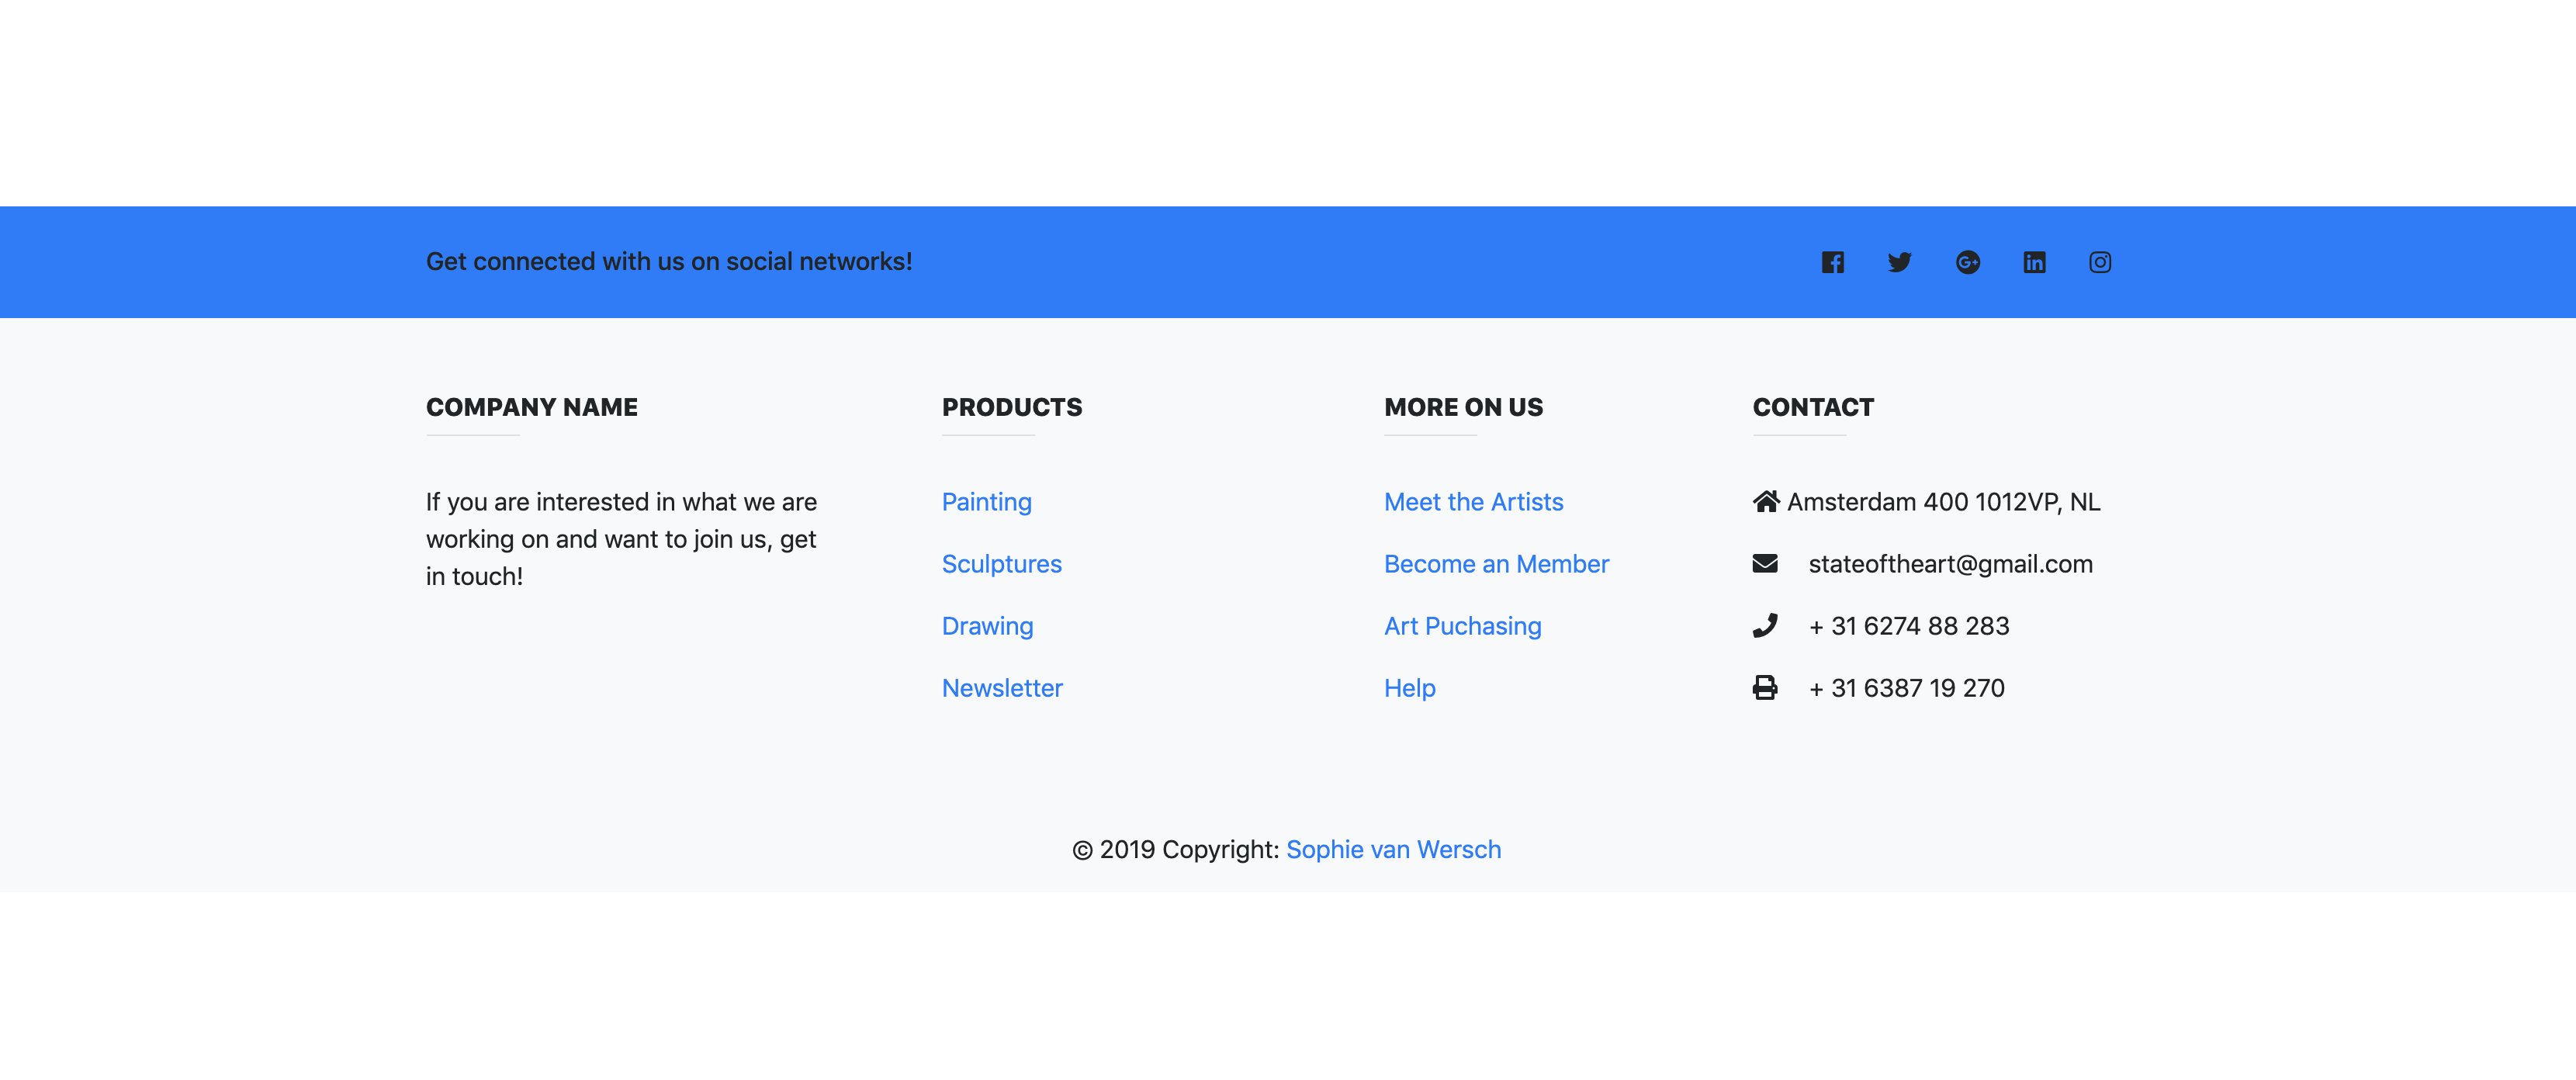 Get connected with us on social networks!
COMPANY NAME
If you are interested in what we are
working on and want to join us, get
in touch!
PRODUCTS
Painting
Sculptures
Drawing
Newsletter
MORE ON US
Meet the Artists
Become an Member
Art Puchasing
Help
CONTACT
Amsterdam 400 1012VP, NL
stateoftheart@gmail.com
+ 31 6274 88 283
+ 31 6387 19 270
© 2019 Copyright: Sophie van Wersch